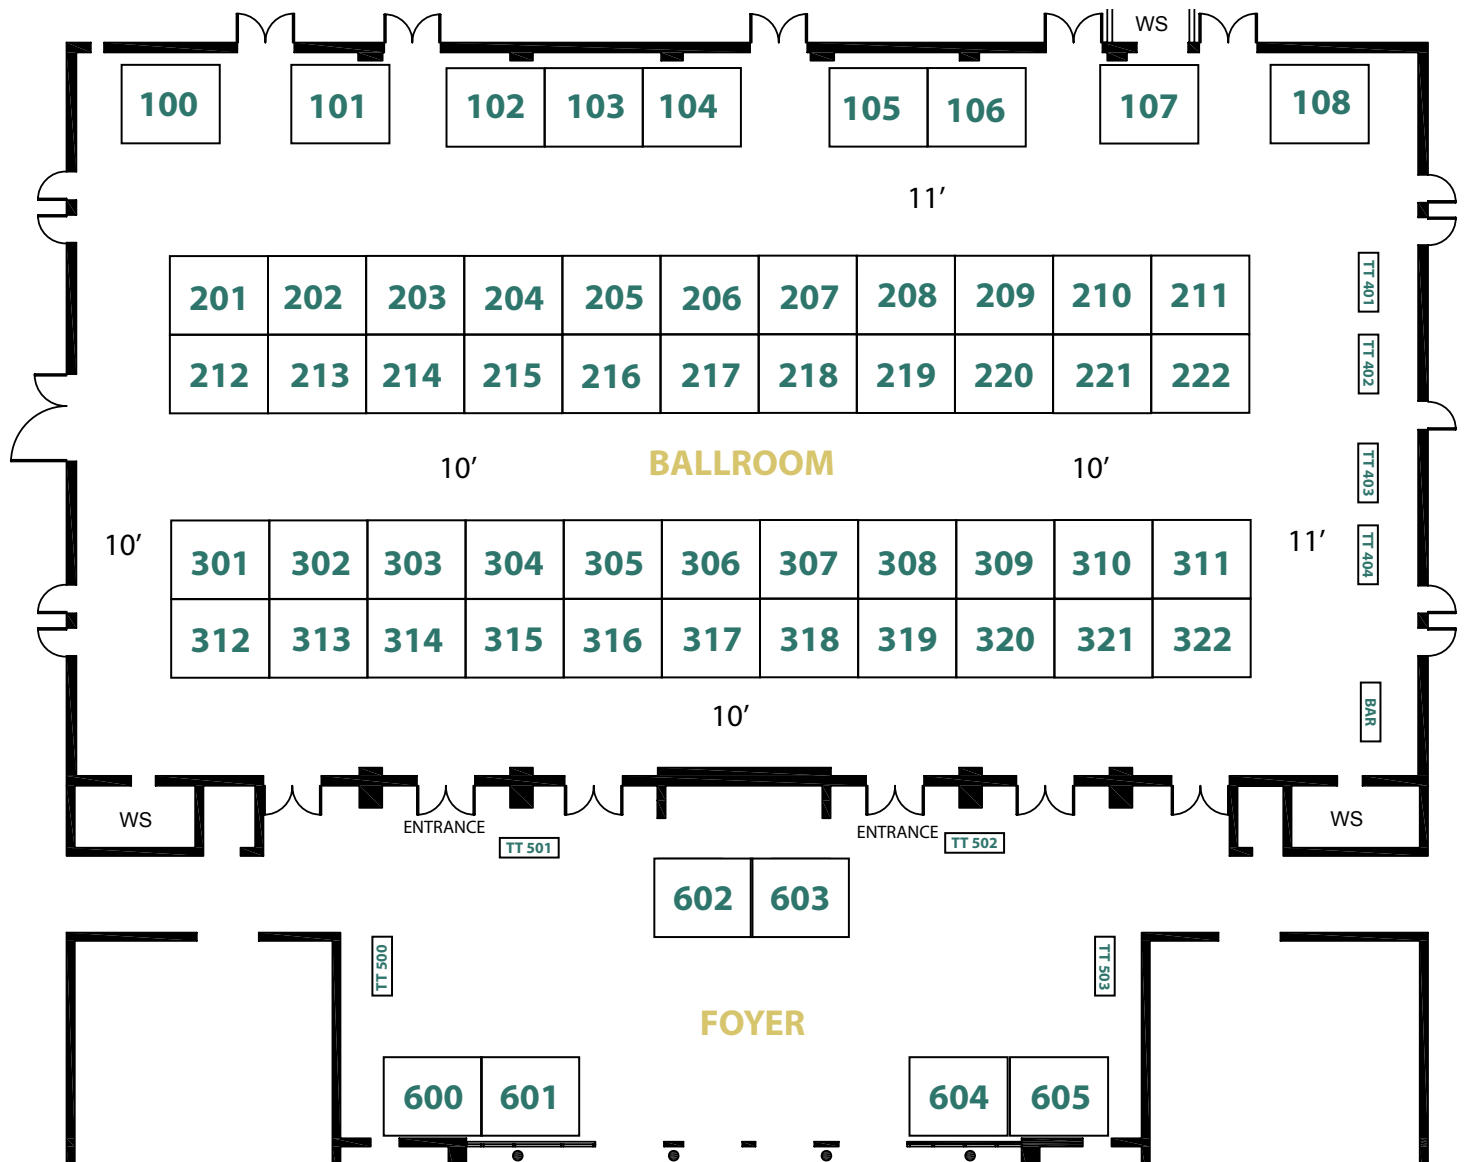 WS
100 101 102 103 104 105 106 107 108
11’
201 202 203 204 205 206 207 208 209 210 211
TT 401
212 213 214 215 216 217 218 219 220 221 222
TT 402
10’ BALLROOM 10’
TT 403
10’ 301 302 303 304 305 306 307 308 309 310 311 11’
TT 404
312 313 314 315 316 317 318 319 320 321 322
10’
BAR
WS ENTRANCE ENTRANCE WS
TT 501 TT 502
602 603
TT 500 TT 503
FOYER
600 601 604 605